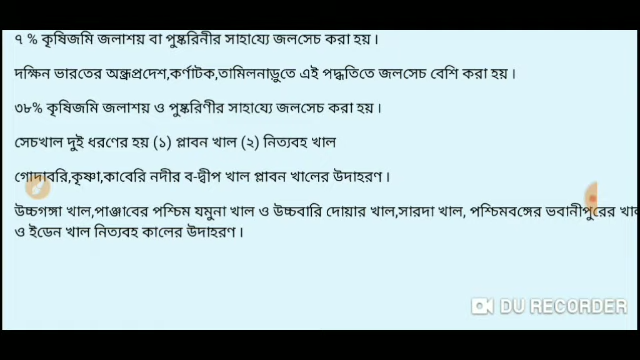 ৭ % কৃষিজমি জলাশয় বা পুষ্করিনীর সাহায্যে জলসেচ করা হয় ।
দক্ষিন ভারতের অন্ধ্রপ্রদেশ,কর্ণাটক,তামিলনাড়ুতে এই পদ্ধতিতে জলসেচ বেশি করা হয় ।
৩৮% কৃষিজমি জলাশয় ও পুষ্করিণীর সাহায্যে জলসেচ করা হয় ।
সেচখাল দুই ধরণের হয় (১) প্লাবন খাল (২) নিত্যবহ খাল
গোদাবরি,কৃষ্ণা,কাবেরি নদীর ব-দ্বীপ খাল প্লাবন খালের উদাহরণ ।
উচ্চগঙ্গা খাল,পাঞ্জাবের পশ্চিম যমুনা খাল ও উচ্চবারি দোয়ার খাল,সারদা খাল, পশ্চিমবঙ্গের ভবানীপুরের খাল
ও ইডেন খাল নিত্যবহ কালের উদাহরণ ।
DU RECORDER